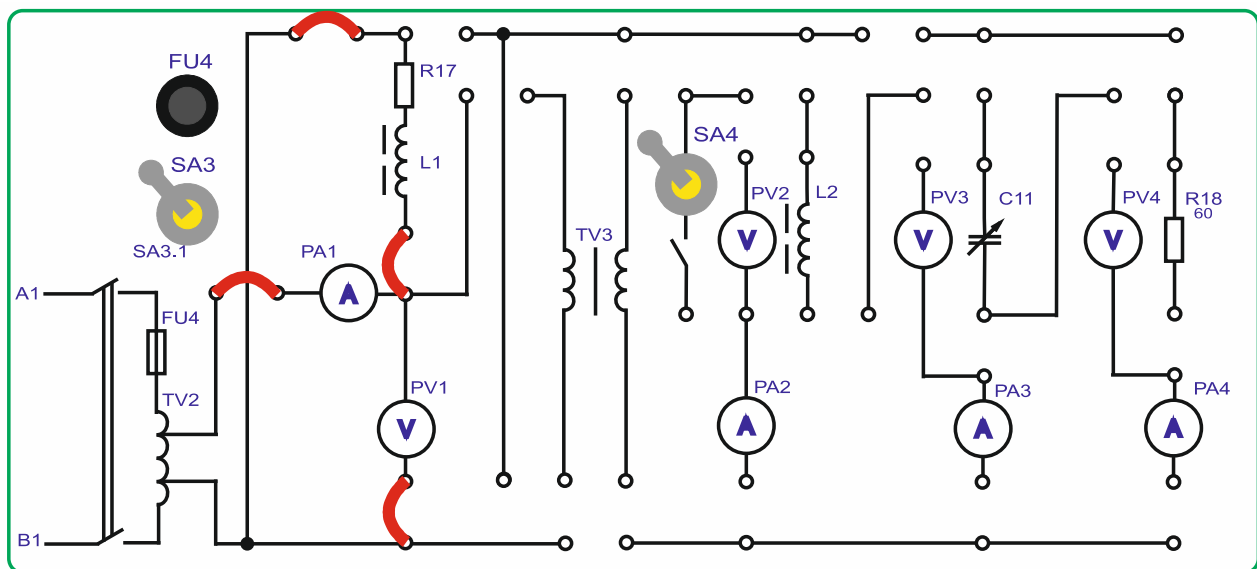 FU4
R17
SA3
L1
SA4
SA3.1
PA1
A1
FU4
TV2
PV1
B1
A
V
TV3
PV2
L2
V
PA2
A
PV3
V
C11
PA3
A
PV4
V
R18
60
PA4
A